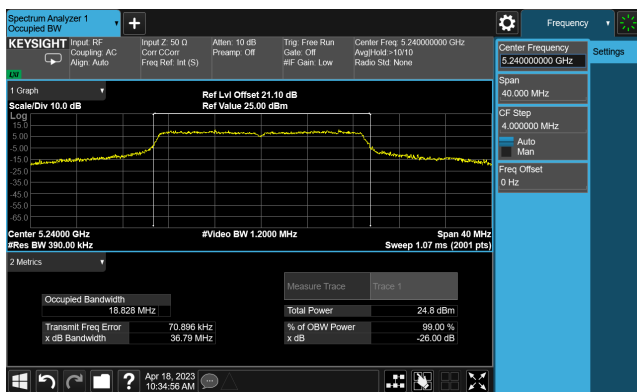 Spectrum Analyzer 1
Occupied BW
Frequency
KEYSIGHT
Input: RF
Coupling: AC
Align: Auto
Input Z: 50 Ω
Corr CCorr
Freq Ref: Int (S)
Atten: 10 dB
Preamp: Off
Trig: Free Run
Gate: Off
#IF Gain: Low
Center Freq: 5.240000000 GHz
Avg|Hold:>10/10
Radio Std: None
LXI
Center Frequency
5.240000000 GHz
Settings
Span
40.000 MHz
CF Step
4.000000 MHz
Auto
Man
Freq Offset
0 Hz
1 Graph
Scale/Div 10.0 dB
Ref Lvl Offset 21.10 dB
Ref Value 25.00 dBm
Log
15.0
5.00
-5.00
-15.0
-25.0
-35.0
-45.0
-55.0
-65.0
Center 5.24000 GHz
#Res BW 390.00 kHz
#Video BW 1.2000 MHz
Span 40 MHz
Sweep 1.07 ms (2001 pts)
2 Metrics
Measure Trace
Trace 1
Occupied Bandwidth
18.828 MHz
Total Power
24.8 dBm
Transmit Freq Error
70.896 kHz
% of OBW Power
99.00 %
x dB Bandwidth
36.79 MHz
x dB
-26.00 dB
Apr 18, 2023
10:34:56 AM